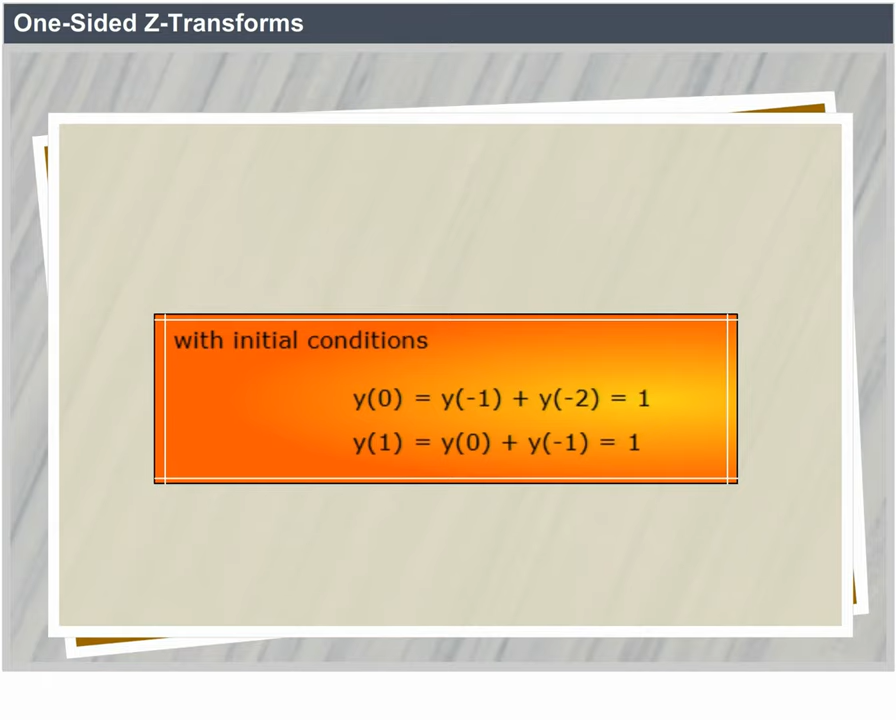 One-Sided Z-Transforms
with initial conditions
y(0) = y(-1) + y(-2) = 1
y(1) = y(0) + y(-1) = 1